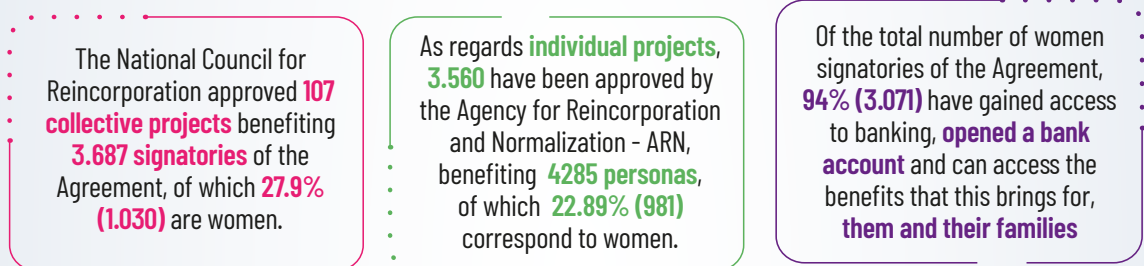 The National Council for
Reincorporation approved 107
collective projects benefiting
3.687 signatories of the
Agreement, of which 27.9%
(1.030) are women.
As regards individual projects,
3.560 have been approved by
the Agency for Reincorporation
and Normalization - ARN,
benefiting 4285 personas,
of which 22.89% (981)
correspond to women.
Of the total number of women
signatories of the Agreement,
94% (3.071) have gained access
to banking, opened a bank
account and can access the
benefits that this brings for,
them and their families